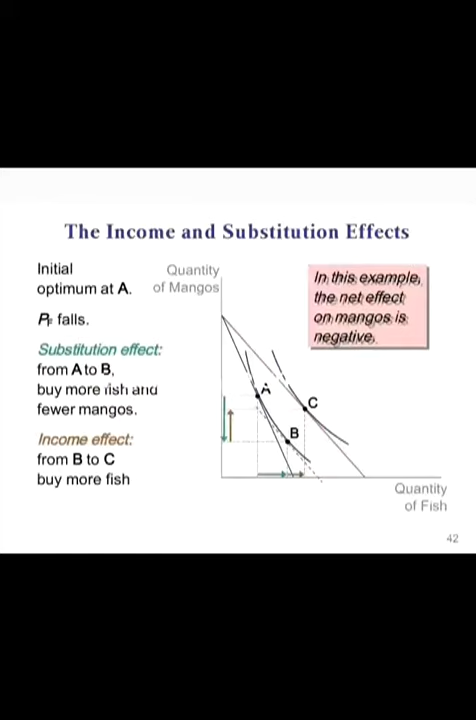 The Income and Substitution Effects
Initial
optimum at A.
PF falls.
Substitution effect:
from A to B,
buy more fish and
fewer mangos.
Income effect:
from B to C
buy more fish
Quantity
of Mangos
In this example,
the net effect
on mangos is
negative.
A
C
B
Quantity
of Fish
42